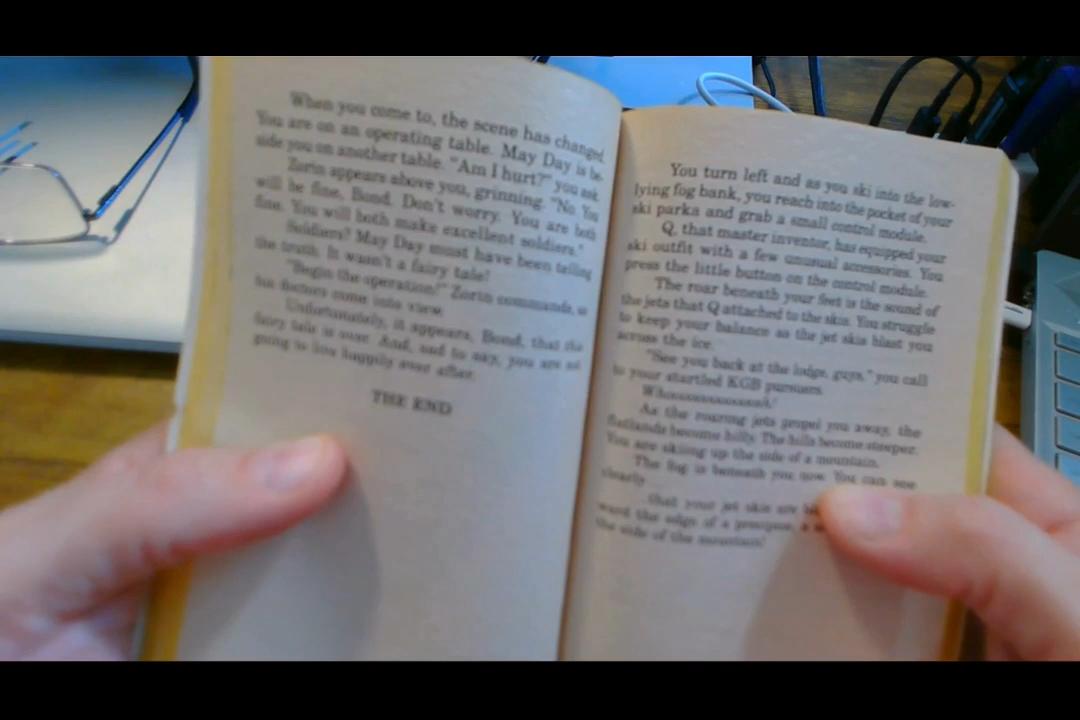 When you come to, the scene has changed.
You are on an operating table. May Day is be-
side you on another table. "Am I hurt?" you ask.
Zorin appears above you, grinning. "No. You
will be fine, Bond. Don't worry. You are both
fine. You will both make excellent soldiers."
Soldiers? May Day must have been telling
the truth. It wasn't a fairy tale!
"Begin the operation!" Zorin commands, as
his doctors come into view.
Unfortunately, it appears, Bond, that the
fairy tale is over. And, sad to say, you are not
going to live happily ever after.
THE END
You turn left and as you ski into the low-
lying fog bank, you reach into the pocket of your
ski parka and grab a small control module.
Q, that master inventor, has equipped your
ski outfit with a few unusual accessories. You
press the little button on the control module.
The roar beneath your feet is the sound of
the jets that Q attached to the skis. You struggle
to keep your balance as the jet skis blast you
across the ice.
"See you back at the lodge, guys," you call
to your startled KGB pursuers.
As the roaring jets propel you away, the
flatlands become hilly. The hills become steeper.
You are skiing up the side of a mountain.
The fog is beneath you now. You can see
clearly . . .
. . . that your jet skis are
ward the edge of a precipice, a
the side of the mountain!